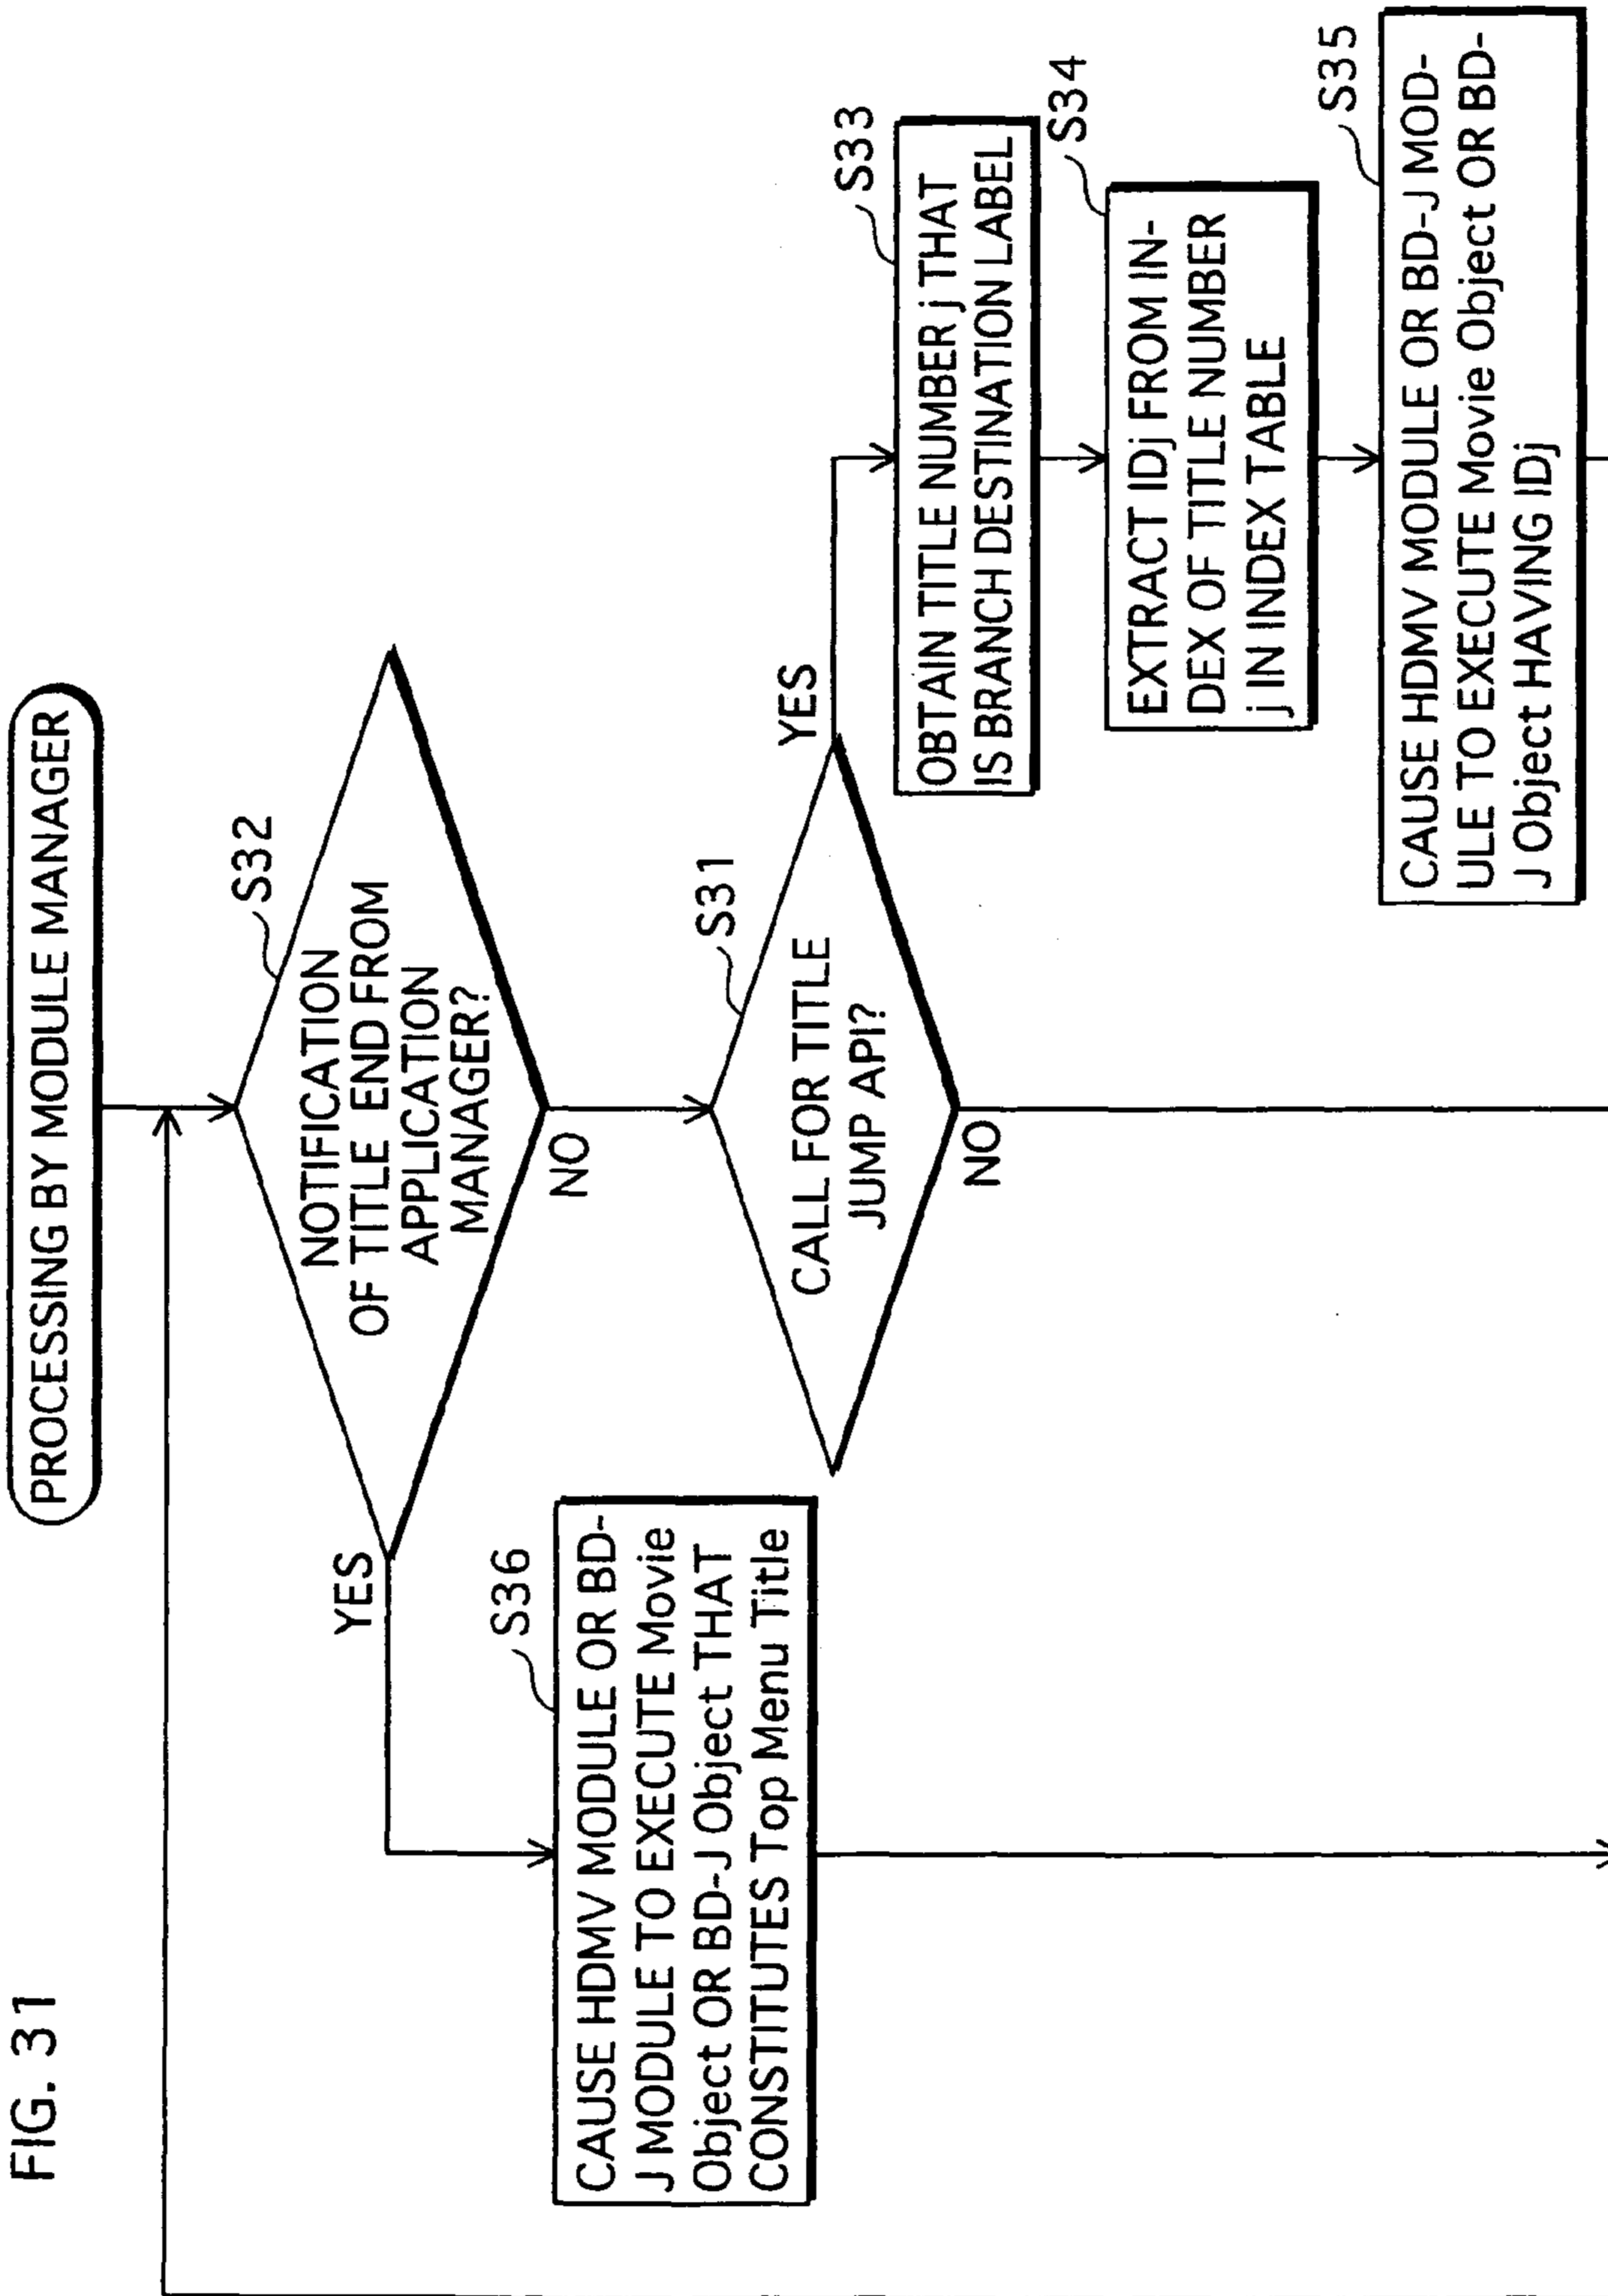 FIG. 31
PROCESSING BY MODULE MANAGER
S32
NOTIFICATION
OF TITLE END FROM
APPLICATION
MANAGER?
YES
NO
S36
CAUSE HDMV MODULE OR BD-
J MODULE TO EXECUTE Movie
Object OR BD-J Object THAT
CONSTITUTES Top Menu Title
S31
CALL FOR TITLE
JUMP API?
YES
NO
S33
OBTAIN TITLE NUMBER j THAT
IS BRANCH DESTINATION LABEL
S34
EXTRACT IDj FROM IN-
DEX OF TITLE NUMBER
j IN INDEX TABLE
S35
CAUSE HDMV MODULE OR BD-J MOD-
ULE TO EXECUTE Movie Object OR BD-
J Object HAVING IDj